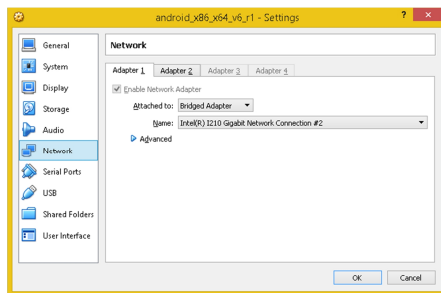 android_x86_x64_v6_r1 - Settings
?
×
General
System
Display
Storage
Audio
Network
Serial Ports
USB
Shared Folders
User Interface
Network
Adapter 1 Adapter 2 Adapter 3 Adapter 4
Enable Network Adapter
Attached to: Bridged Adapter
Name: Intel(R) I210 Gigabit Network Connection #2
Advanced
OK Cancel